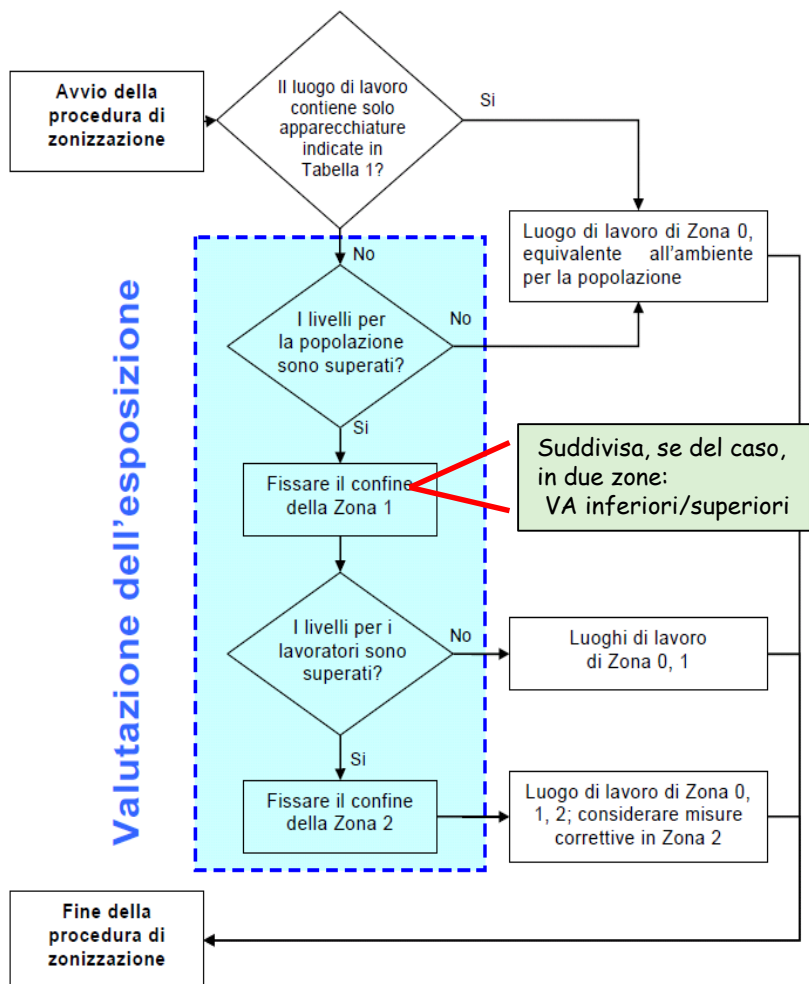 Avvio della
procedura di
zonizzazione
Il luogo di lavoro
contiene solo
apparecchiature
indicate in
Tabella 1?
Si
No
Luogo di lavoro di Zona 0,
equivalente all'ambiente
per la popolazione
Valutazione dell'esposizione
I livelli per
la popolazione
sono superati?
No
Si
Fissare il confine
della Zona 1
Suddivisa, se del caso,
in due zone:
VA inferiori/superiori
I livelli per i
lavoratori sono
superati?
No
Luoghi di lavoro
di Zona 0, 1
Si
Fissare il confine
della Zona 2
Luogo di lavoro di Zona 0,
1, 2; considerare misure
correttive in Zona 2
Fine della
procedura di
zonizzazione